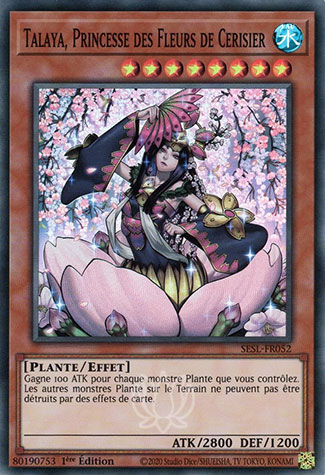 Talaya, Princesse des Fleurs de Cerisier
水
SESL-FR052
[Plante/Effet]
Gagne 100 ATK pour chaque monstre Plante que vous contrôlez.
Les autres monstres Plante sur le Terrain ne peuvent pas être
détruits par des effets de carte.
ATK/2800 DEF/1200
80190753 1ère Édition ©2020 Studio Dice/SHUEISHA, TV TOKYO, KONAMI